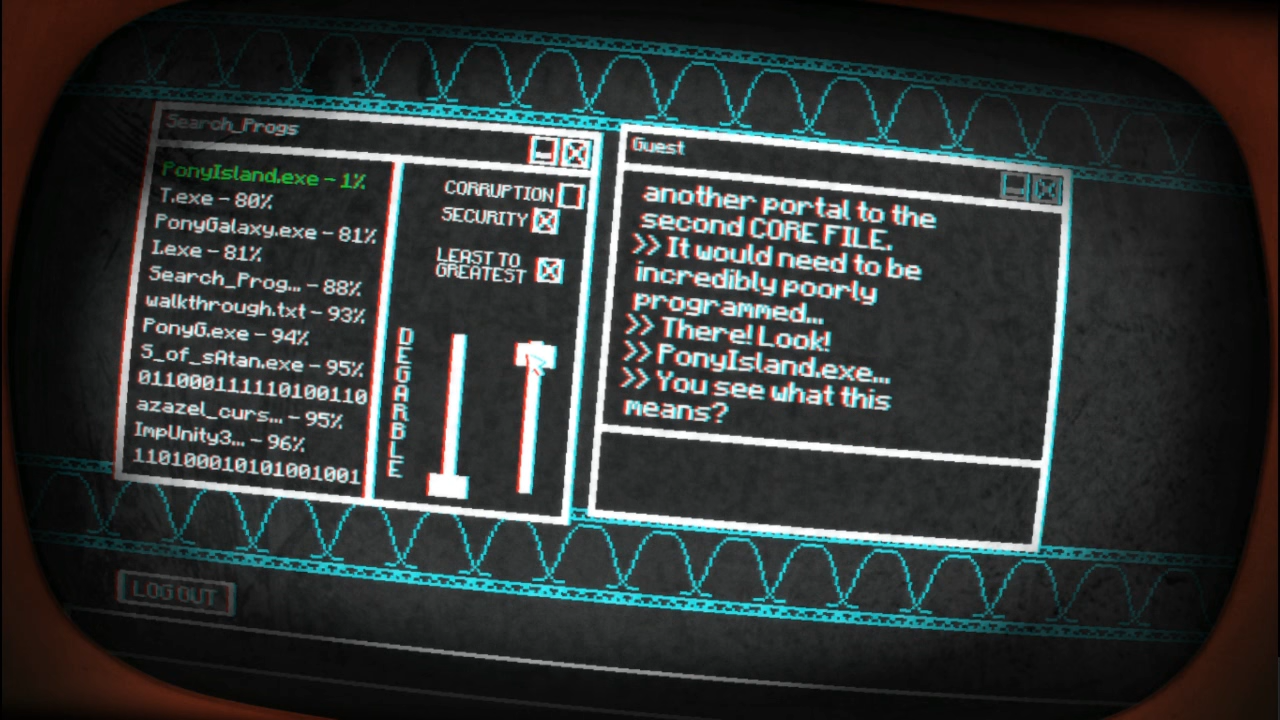 Search_Progs
PonyIsland.exe - 1%
T.exe - 80%
PonyGalaxy.exe - 81%
I.exe - 81%
Search_Prog... - 88%
walkthrough.txt - 93%
PonyG.exe - 94%
S_of_sAtan.exe - 95%
0110001111110100110
azazel_curs... - 95%
ImpUnity3... - 96%
110100010101001001
CORRUPTION
SECURITY
LEAST TO
GREATEST
DEGARBLE
Guest
another portal to the
second CORE FILE.
>> It would need to be
incredibly poorly
programmed...
>> There! Look!
>> PonyIsland.exe...
>> You see what this
means?
LOG OUT